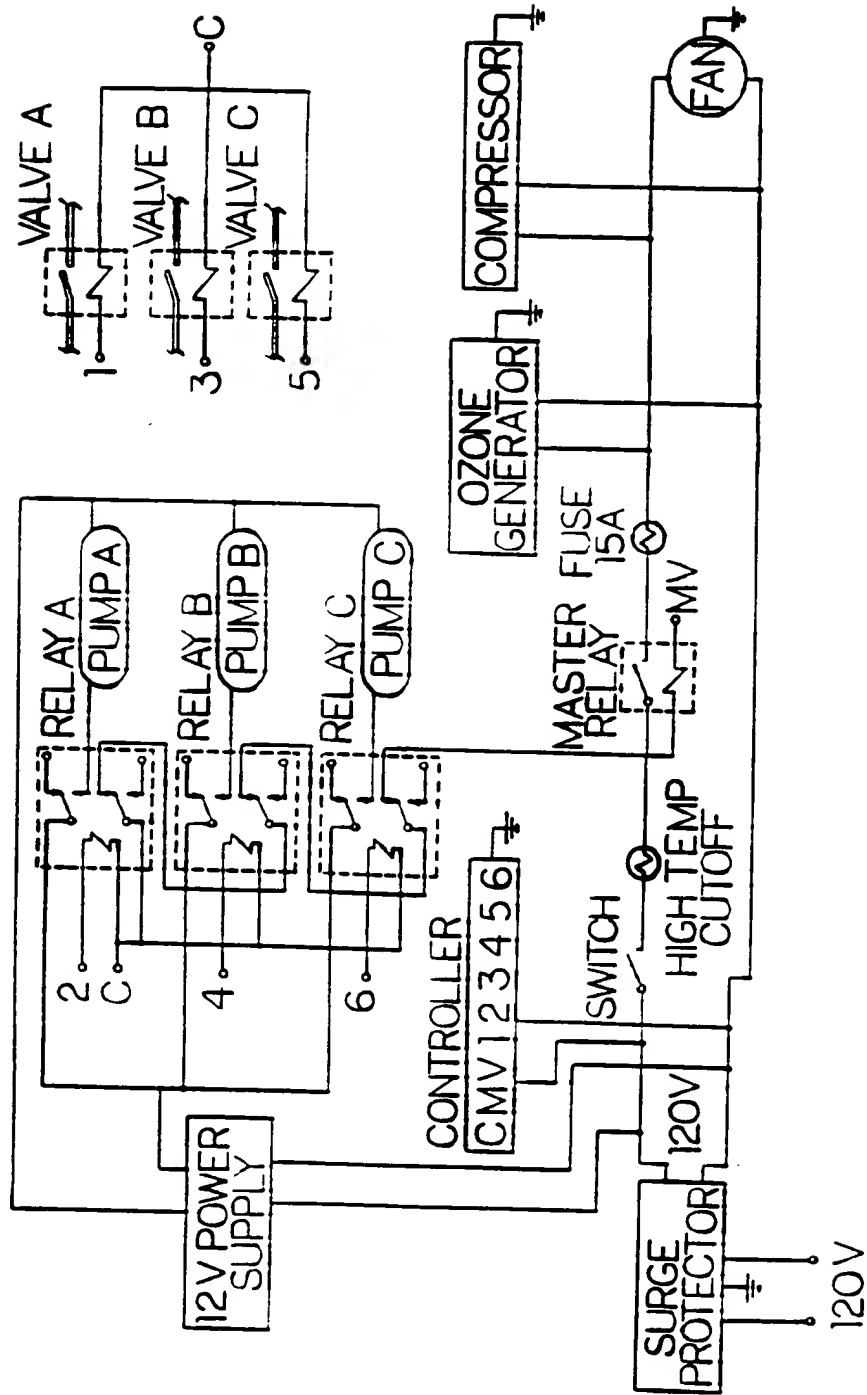 VALVE A
1
VALVE B
3
VALVE C
5
C
RELAY A
PUMP A
2
C
RELAY B
PUMP B
4
RELAY C
PUMP C
6
12V POWER
SUPPLY
CONTROLLER
C MV 1 2 3 4 5 6
OZONE
GENERATOR
COMPRESSOR
FAN
SWITCH
HIGH TEMP
CUTOFF
MASTER
RELAY
MV
FUSE
15A
120V
SURGE
PROTECTOR
120V